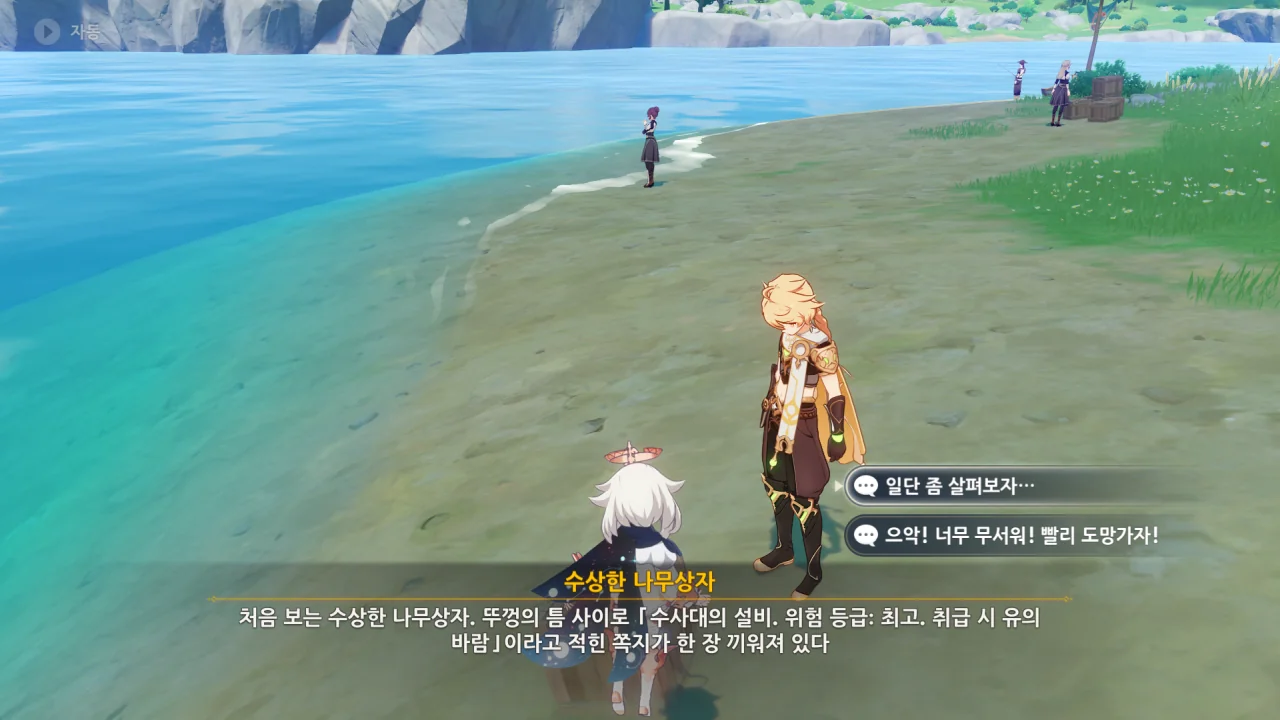 자동
일단 좀 살펴보자…
으악! 너무 무서워! 빨리 도망가자!
수상한 나무상자
처음 보는 수상한 나무상자. 뚜껑의 틈 사이로 「수사대의 설비. 위험 등급: 최고. 취급 시 유의
바람」이라고 적힌 쪽지가 한 장 끼워져 있다